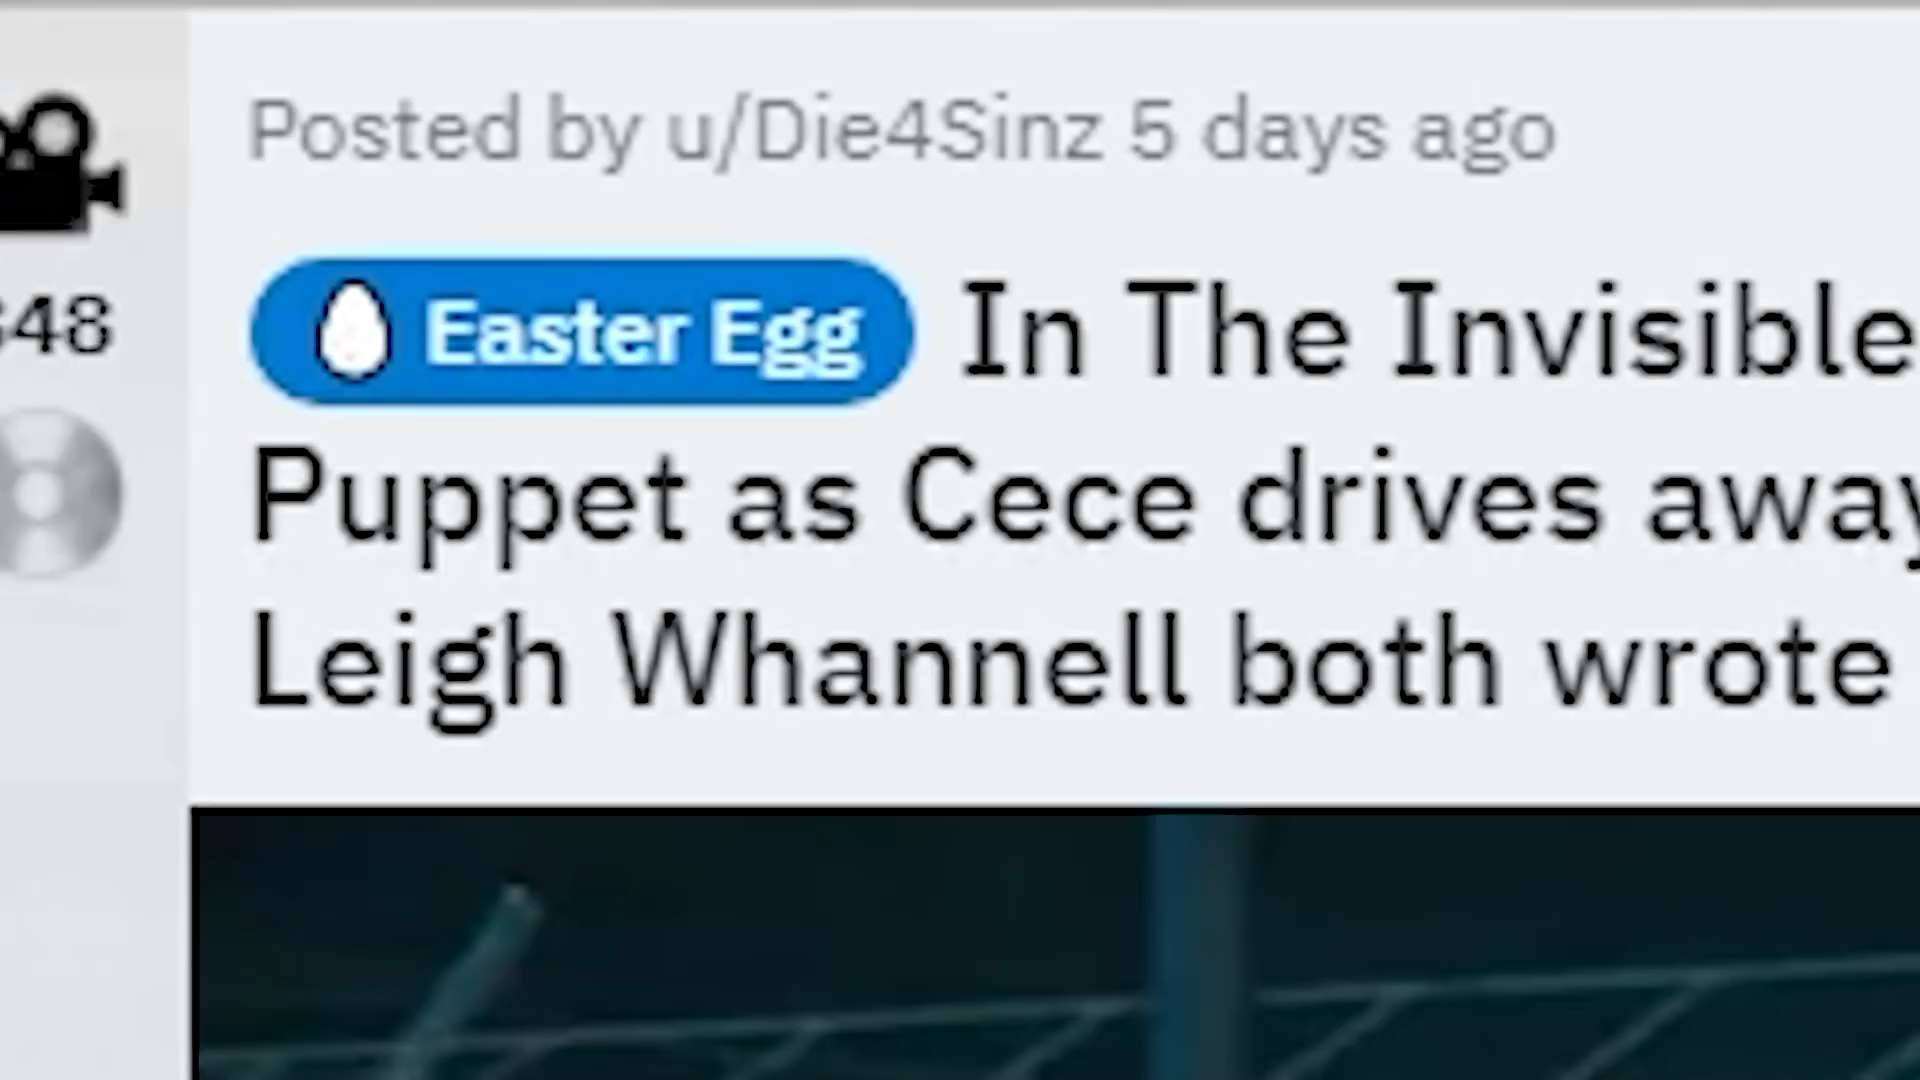 Posted by u/Die4Sinz 5 days ago
48
Easter Egg In The Invisible
Puppet as Cece drives away
Leigh Whannell both wrote